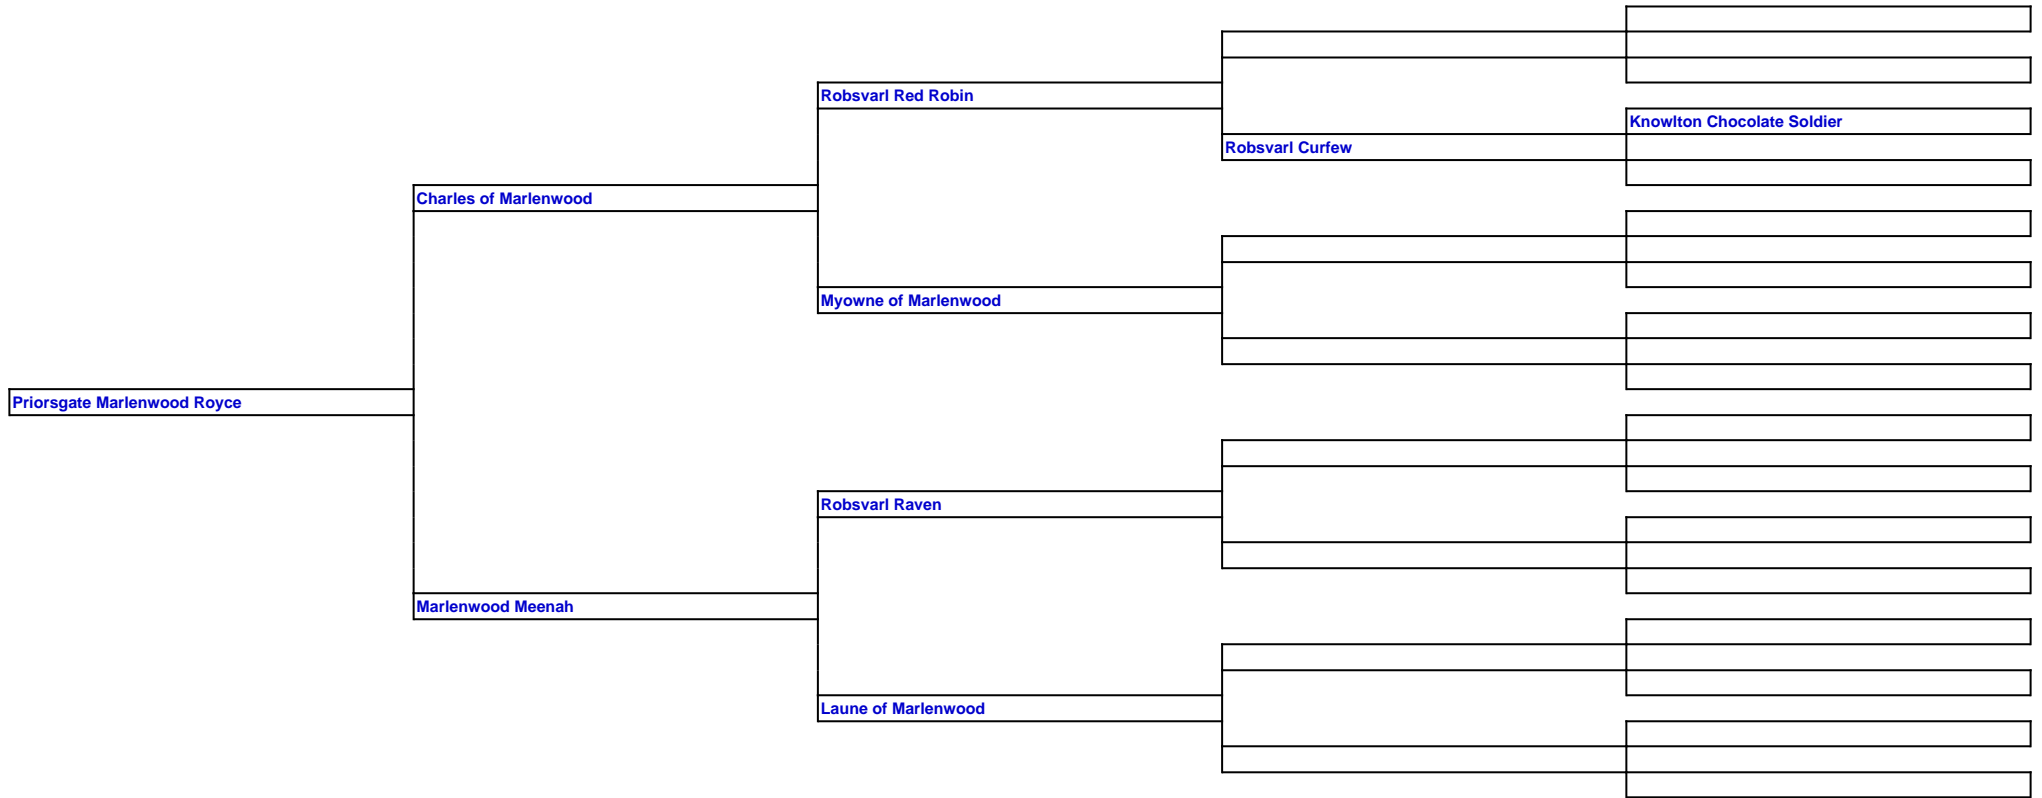 Robsvarl Red Robin
Knowlton Chocolate Soldier
Robsvarl Curfew
Charles of Marlenwood
Myowne of Marlenwood
Priorsgate Marlenwood Royce
Robsvarl Raven
Marlenwood Meenah
Laune of Marlenwood